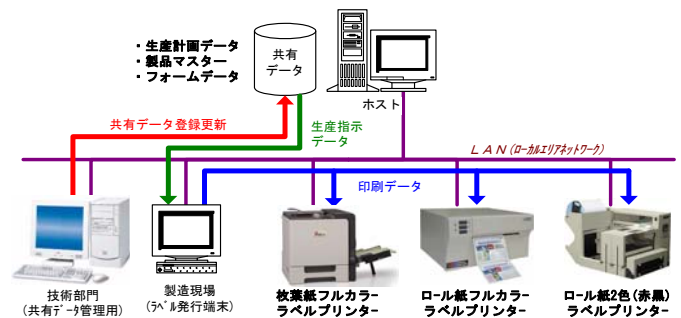 ・生産計画データ
・製品マスター
・フォームデータ
共有
データ
ホスト
共有データ登録更新
生産指示
データ
ＬＡＮ(ﾛｰｶﾙｴﾘｱﾈｯﾄﾜｰｸ)
印刷データ
技術部門
(共有ﾃﾞｰﾀ管理用)
製造現場
(ﾗﾍﾞﾙ発行端末)
枚葉紙フルカラー
ラベルプリンター
ロール紙フルカラー
ラベルプリンター
ロール紙2色(赤黒)
ラベルプリンター